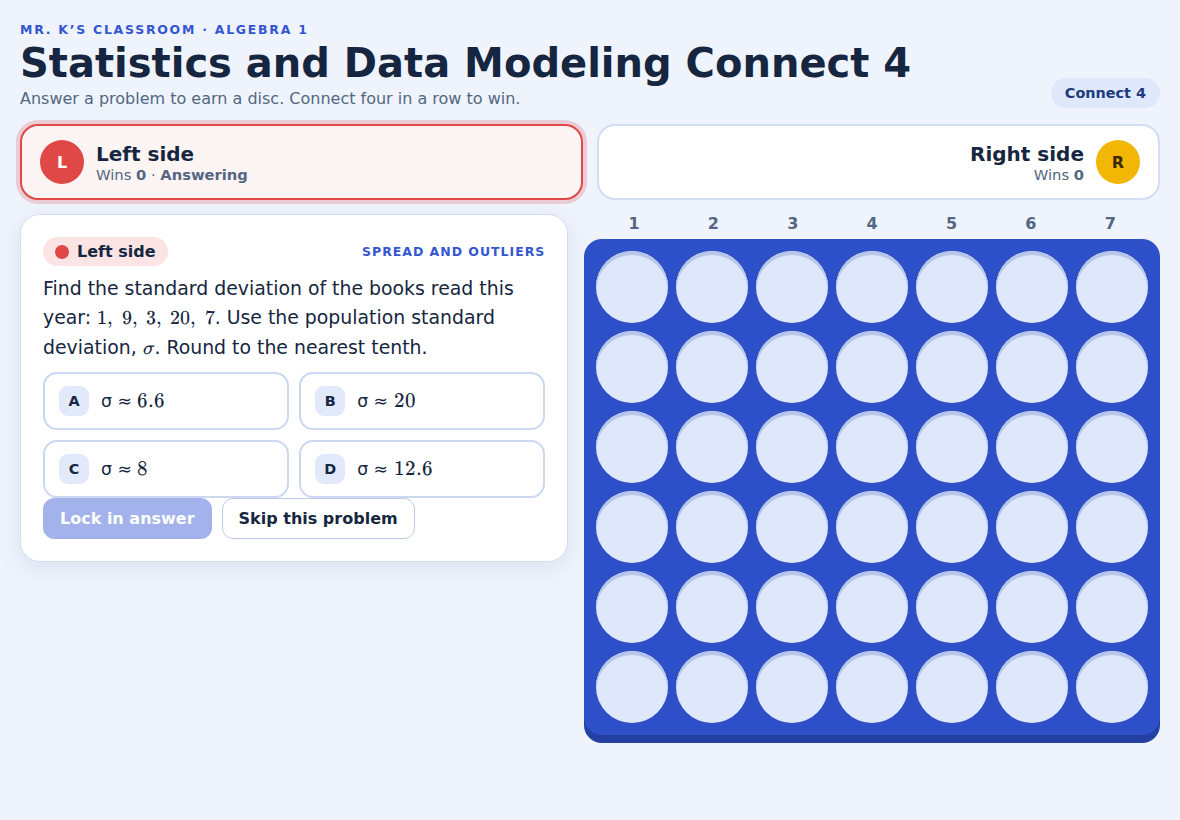 MR. K’S CLASSROOM · ALGEBRA 1
Statistics and Data Modeling Connect 4
Answer a problem to earn a disc. Connect four in a row to win.
Connect 4
L
Left side
Wins 0 · Answering
Right side
Wins 0
R
Left side
SPREAD AND OUTLIERS
Find the standard deviation of the books read this
year: 1, 9, 3, 20, 7. Use the population standard
deviation, σ. Round to the nearest tenth.
A σ ≈ 6.6
B σ ≈ 20
C σ ≈ 8
D σ ≈ 12.6
Lock in answer
Skip this problem
1 2 3 4 5 6 7